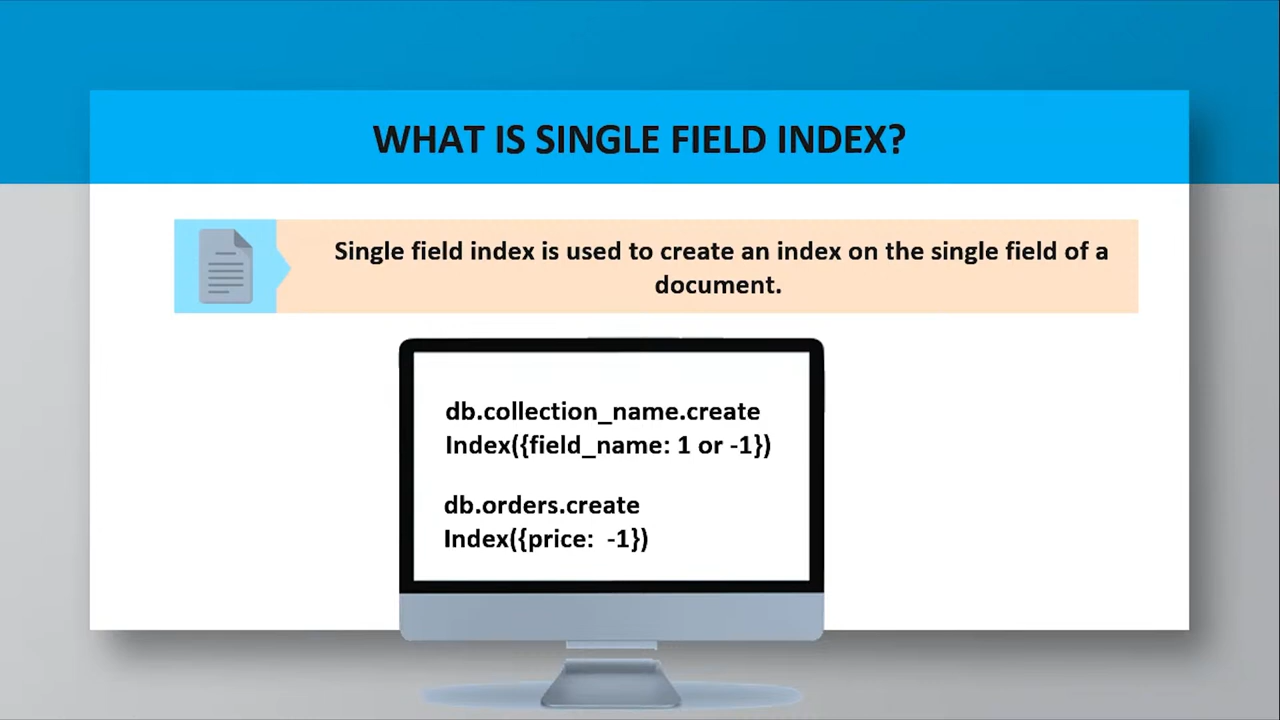 WHAT IS SINGLE FIELD INDEX?
Single field index is used to create an index on the single field of a
document.
db.collection_name.create
Index({field_name: 1 or -1})
db.orders.create
Index({price:  -1})